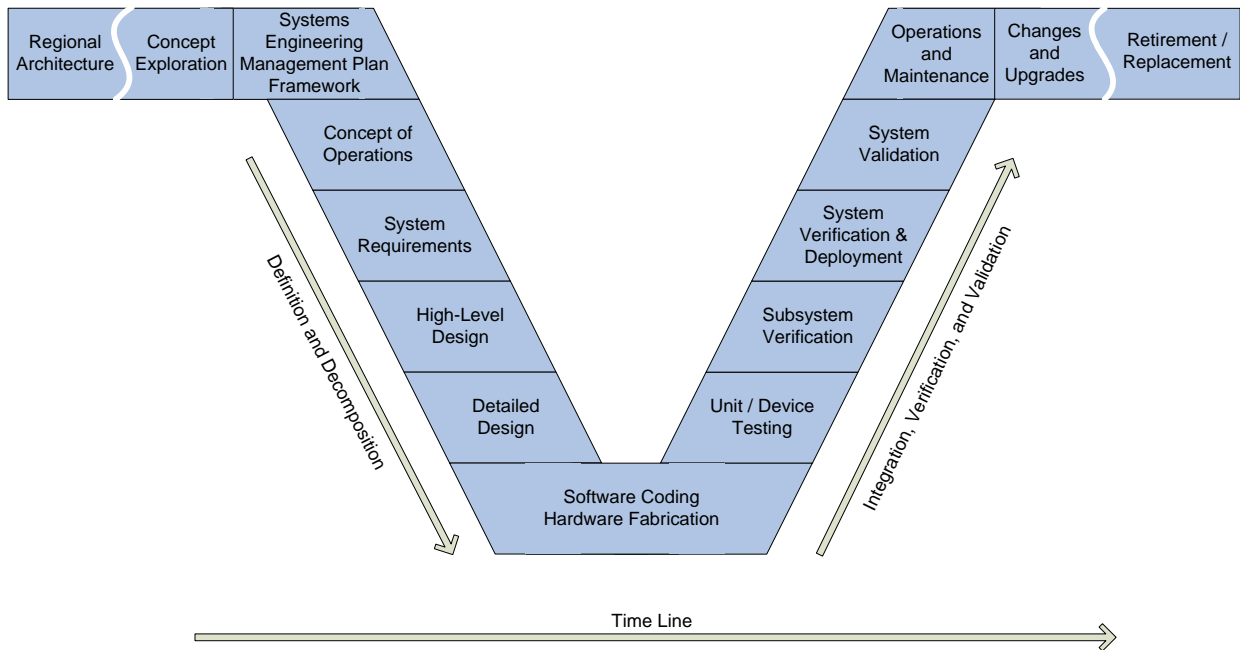 Regional
Architecture
Concept
Exploration
Systems
Engineering
Management Plan
Framework
Concept of
Operations
System
Requirements
High-Level
Design
Detailed
Design
Software Coding
Hardware Fabrication
Unit / Device
Testing
Subsystem
Verification
System
Verification &
Deployment
System
Validation
Operations
and
Maintenance
Changes
and
Upgrades
Retirement /
Replacement
Definition and Decomposition
Integration, Verification, and Validation
Time Line